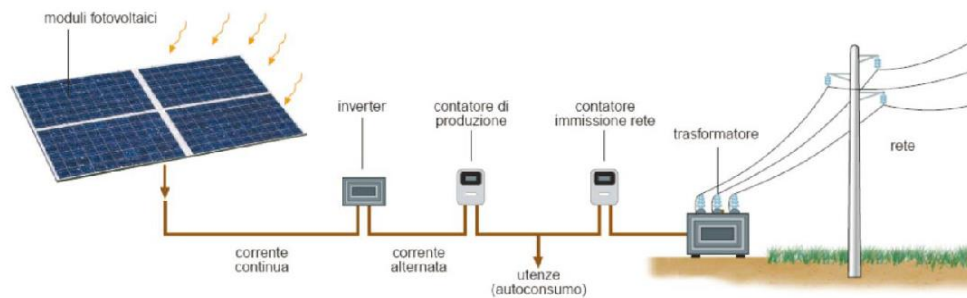 moduli fotovoltaici
inverter
contatore di
produzione
contatore
immissione rete
trasformatore
rete
corrente
continua
corrente
alternata
utenze
(autoconsumo)